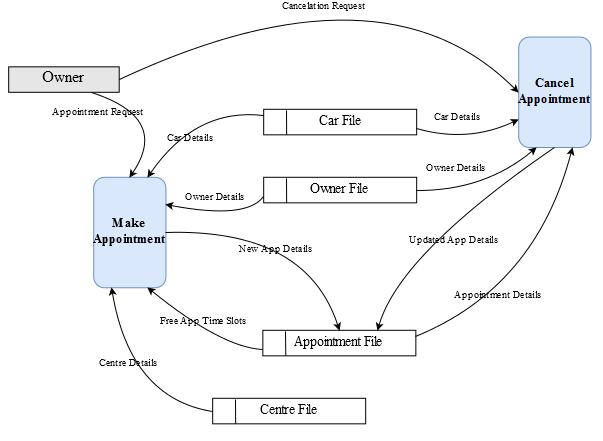 Cancelation Request
Owner
Cancel
Appointment
Appointment Request
Car File
Car Details
Car Details
Owner File
Owner Details
Owner Details
Make
Appointment
New App Details
Updated App Details
Appointment Details
Free App Time Slots
Appointment File
Centre Details
Centre File